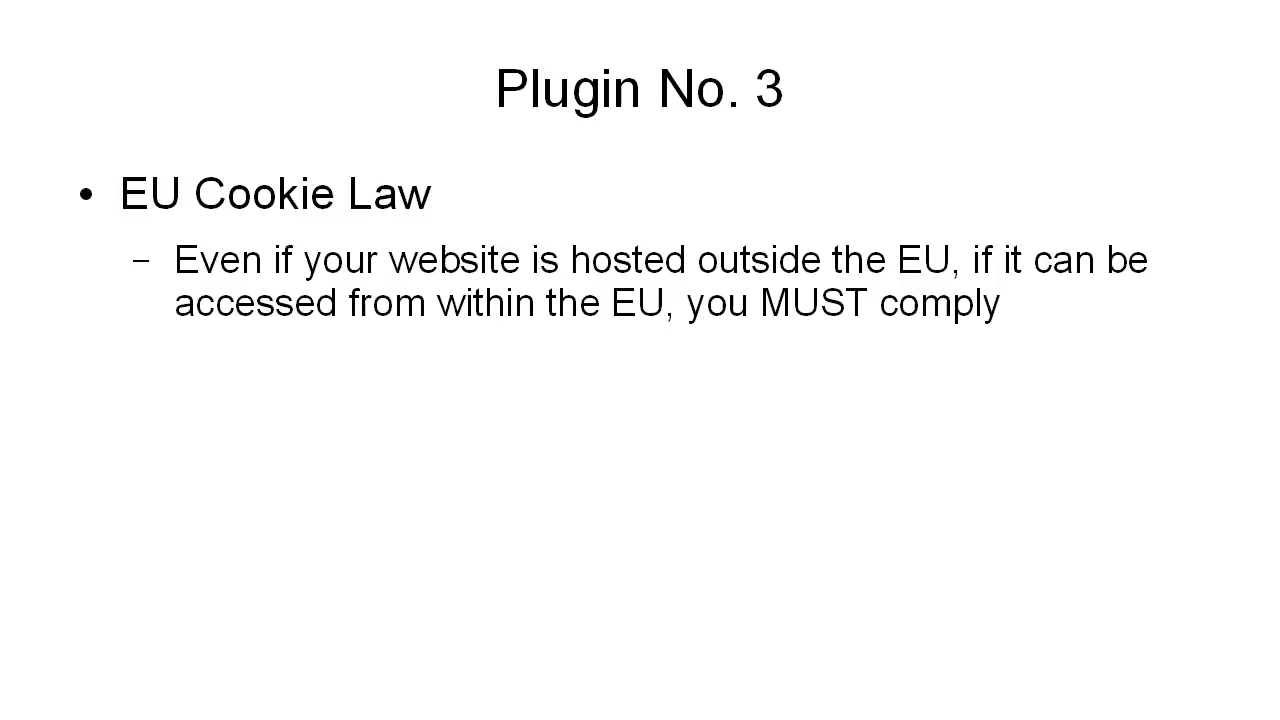 Plugin No. 3
• EU Cookie Law
– Even if your website is hosted outside the EU, if it can be
accessed from within the EU, you MUST comply